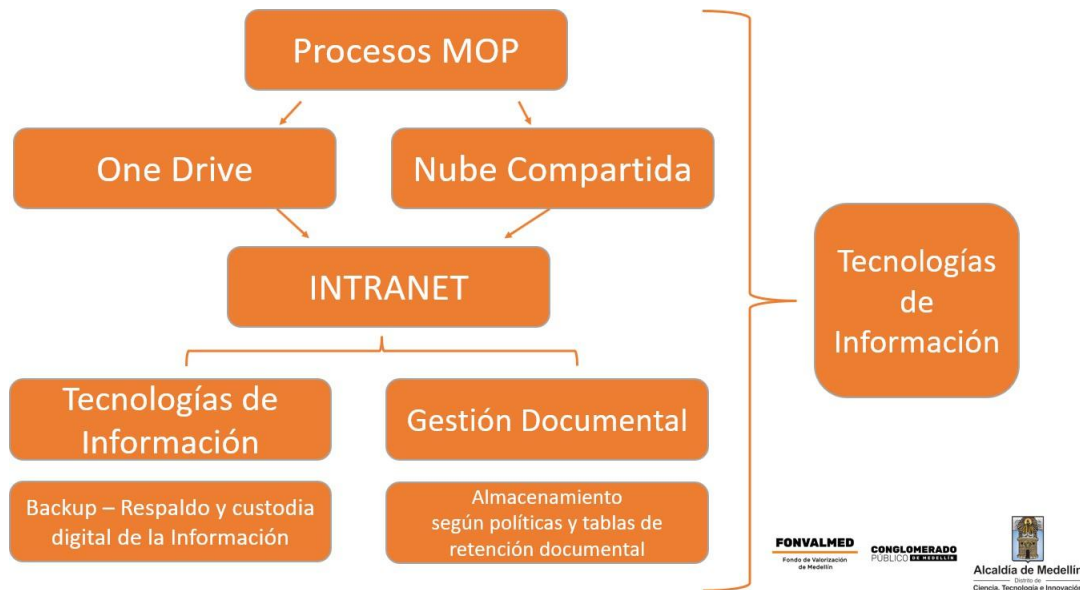 Procesos MOP
One Drive
Nube Compartida
INTRANET
Tecnologías de
Información
Gestión Documental
Backup – Respaldo y custodia
digital de la Información
Almacenamiento
según políticas y tablas de
retención documental
Tecnologías
de
Información
FONVALMED
Fondo de Valorización
de Medellín
CONGLOMERADO
PÚBLICO DE MEDELLÍN
Alcaldía de Medellín
Distrito de
Ciencia, Tecnología e Innovación